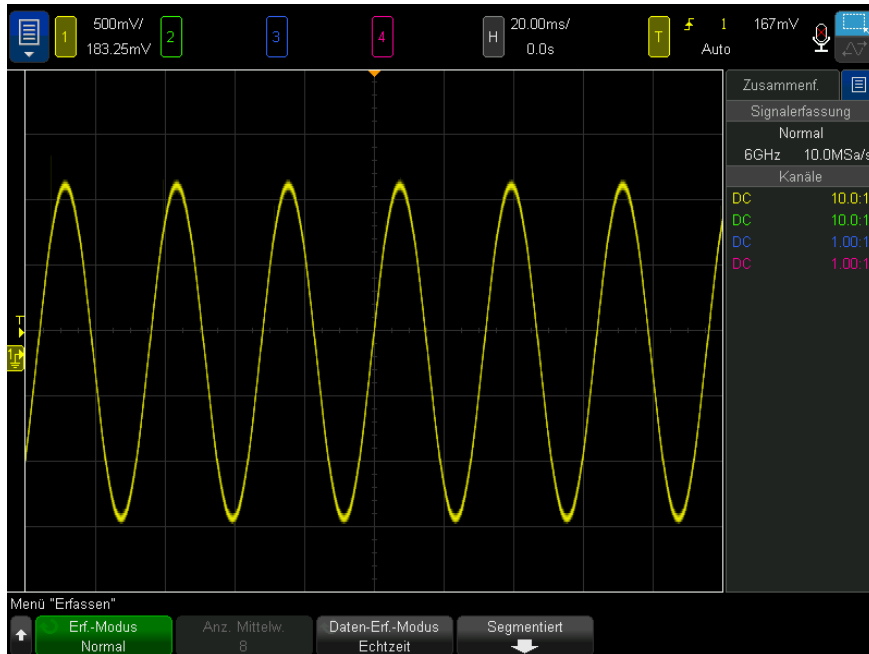 1 500mV/ 2 3 4 H 20.00ms/ T 1 167mV
183.25mV 0.0s Auto
Zusammenf.
Signalerfassung
Normal
6GHz 10.0MSa/s
Kanäle
DC 10.0:1
DC 10.0:1
DC 1.00:1
DC 1.00:1
T
1
Menü "Erfassen"
Erf.-Modus Anz. Mittelw. Daten-Erf.-Modus Segmentiert
Normal 8 Echtzeit